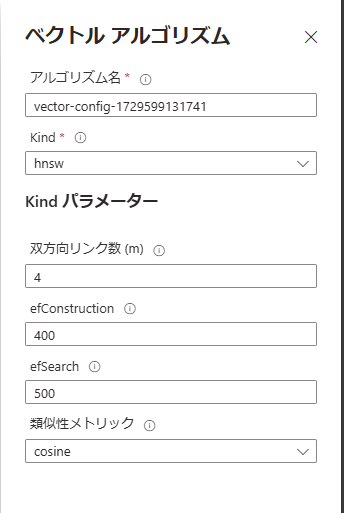 ベクトル アルゴリズム
アルゴリズム名 *
vector-config-1729599131741
Kind *
hnsw
Kind パラメーター
双方向リンク数 (m)
4
efConstruction
400
efSearch
500
類似性メトリック
cosine